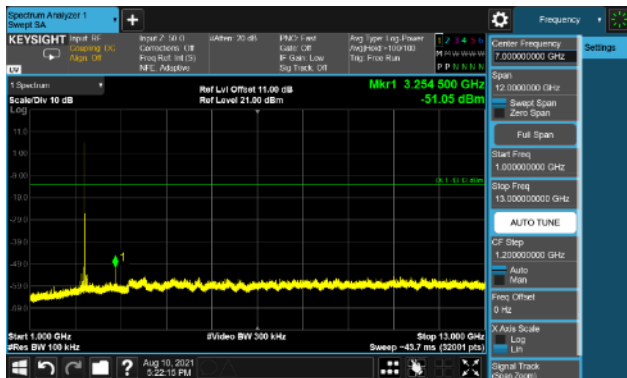 Spectrum Analyzer 1
Swept SA
Frequency
KEYSIGHT Input: RF
Coupling: DC
Align: Off
Input Z: 50 Ω
Corrections: Off
Freq Ref: Int (S)
NFE: Adaptive
#Atten: 20 dB
PNO: Fast
Gate: Off
IF Gain: Low
Sig Track: Off
Avg Type: Log-Power
Avg|Hold:>100/100
Trig: Free Run
1 2 3 4 5 6
M W W W W W
P P N N N N
LV
1 Spectrum
Scale/Div 10 dB
Log
Ref Lvl Offset 11.00 dB
Ref Level 21.00 dBm
Mkr1 3.254 500 GHz
-51.05 dBm
11.0
1.00
-9.00
-19.0
-29.0
-39.0
-49.0
-59.0
-69.0
1
Start 1.000 GHz
#Res BW 100 kHz
#Video BW 300 kHz
Stop 13.000 GHz
Sweep ~43.7 ms (32001 pts)
Aug 10, 2021
5:22:15 PM
Center Frequency
7.000000000 GHz
Settings
Span
12.0000000 GHz
Swept Span
Zero Span
Full Span
Start Freq
1.000000000 GHz
Stop Freq
13.000000000 GHz
AUTO TUNE
CF Step
1.200000000 GHz
Auto
Man
Freq Offset
0 Hz
X Axis Scale
Log
Lin
Signal Track
(Span Zoom)